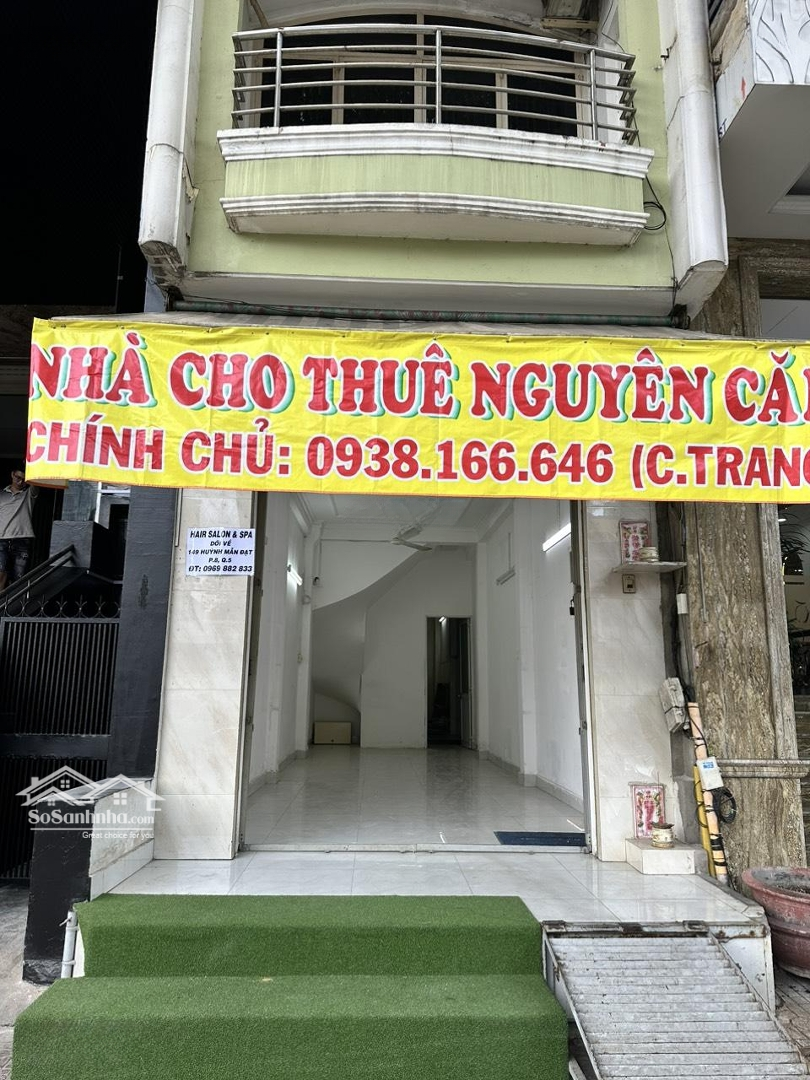 NHÀ CHO THUÊ NGUYÊN CĂ
CHÍNH CHỦ: 0938.166.646 (C.TRANG
HAIR SALON & SPA
DỜI VỀ
149 HUỲNH MẪN ĐẠT
P.8, Q.5
ĐT: 0969 882 833
SoSanhnha.com
Great choice for you